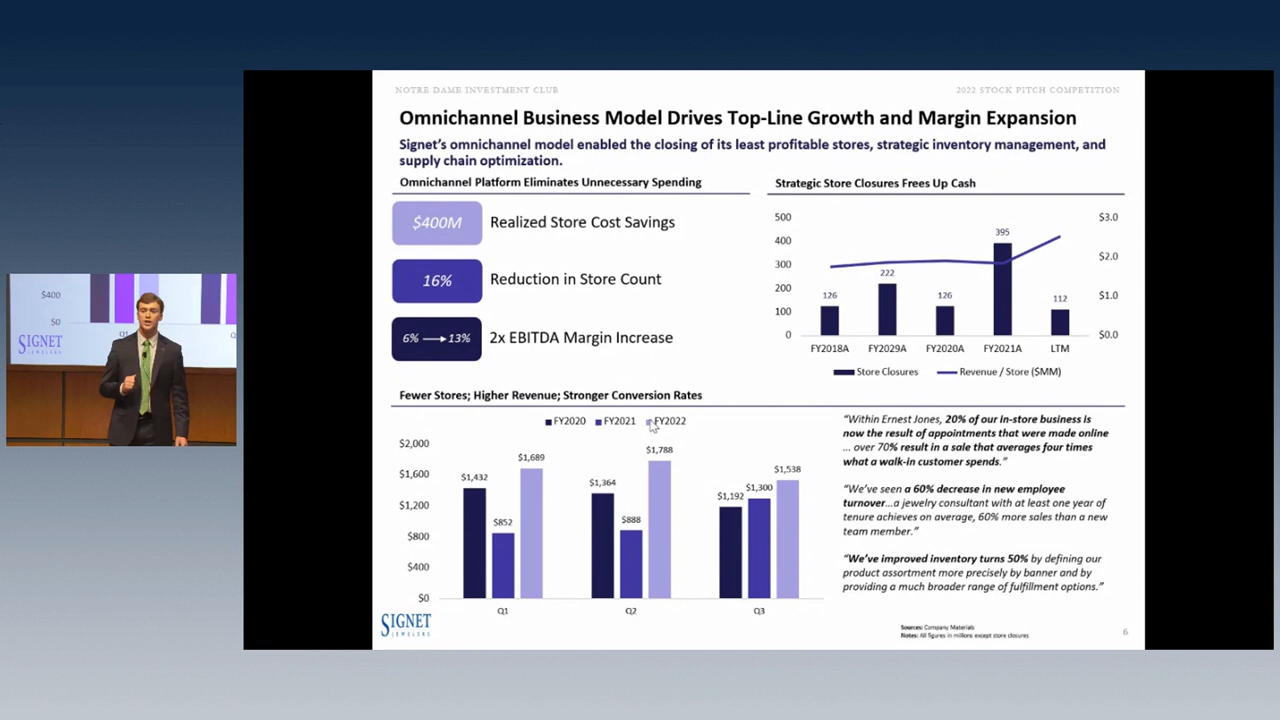 NOTRE DAME INVESTMENT CLUB
2022 STOCK PITCH COMPETITION
Omnichannel Business Model Drives Top-Line Growth and Margin Expansion
Signet's omnichannel model enabled the closing of its least profitable stores, strategic inventory management, and
supply chain optimization.
Omnichannel Platform Eliminates Unnecessary Spending
$400M
Realized Store Cost Savings
16%
Reduction in Store Count
6% → 13%
2x EBITDA Margin Increase
Strategic Store Closures Frees Up Cash
500
400
300
200
100
0
$3.0
$2.0
$1.0
$0.0
126
222
126
395
112
FY2018A
FY2029A
FY2020A
FY2021A
LTM
Store Closures
Revenue / Store ($MM)
Fewer Stores; Higher Revenue; Stronger Conversion Rates
FY2020
FY2021
FY2022
$2,000
$1,600
$1,200
$800
$400
$0
$1,432
$852
$1,689
$1,364
$888
$1,788
$1,192
$1,300
$1,538
Q1
Q2
Q3
"Within Ernest Jones, 20% of our in-store business is
now the result of appointments that were made online
... over 70% result in a sale that averages four times
what a walk-in customer spends."
"We've seen a 60% decrease in new employee
turnover...a jewelry consultant with at least one year of
tenure achieves on average, 60% more sales than a new
team member."
"We've improved inventory turns 50% by defining our
product assortment more precisely by banner and by
providing a much broader range of fulfillment options."
SIGNET
JEWELERS
Sources: Company Materials
Notes: All figures in millions except store closures
6
$400
$0
Q1
SIGNET
JEWELERS